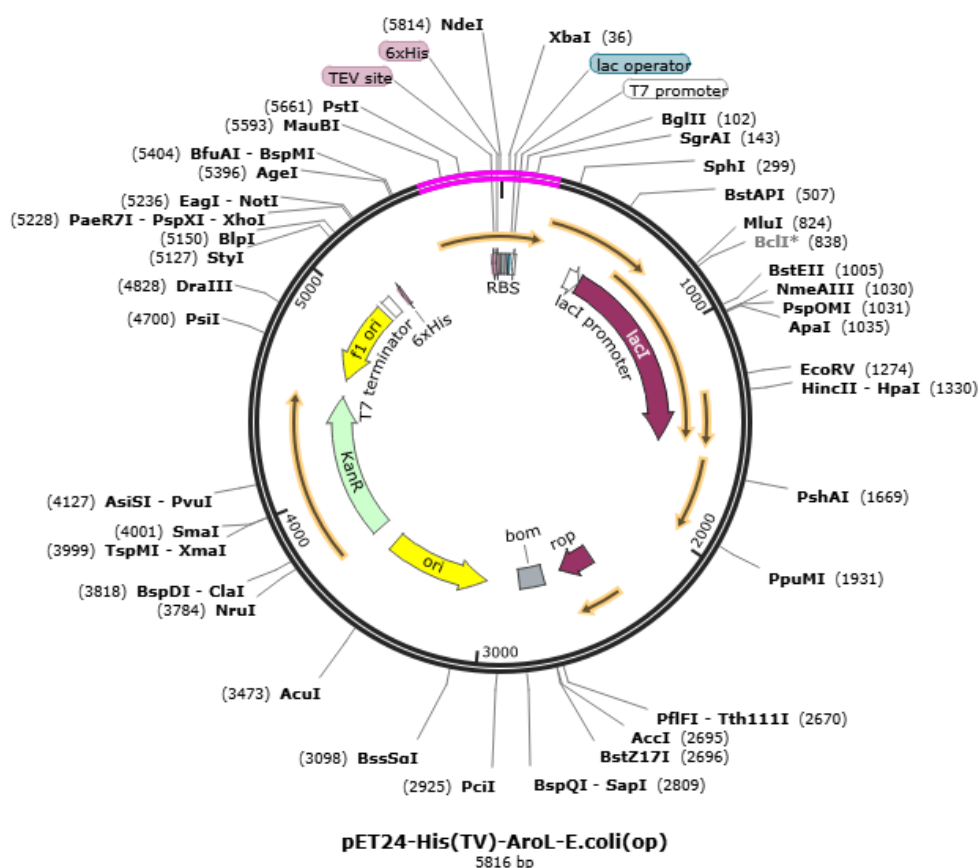 (5814) NdeI
XbaI (36)
6xHis
lac operator
TEV site
T7 promoter
(5661) PstI
BglII (102)
(5593) MauBI
SgrAI (143)
(5404) BfuAI - BspMI
SphI (299)
(5396) AgeI
BstAPI (507)
(5236) EagI - NotI
MluI (824)
(5228) PaeR7I - PspXI - XhoI
BclI* (838)
(5150) BlpI
BstEII (1005)
(5127) StyI
NmeAIII (1030)
(4828) DraIII
PspOMI (1031)
(4700) PsiI
ApaI (1035)
EcoRV (1274)
HincII - HpaI (1330)
RBS
5000
1000
lacI promoter
lacI
6xHis
T7 terminator
f1 ori
KanR
(4127) AsiSI - PvuI
PshAI (1669)
(4001) SmaI
4000
2000
(3999) TspMI - XmaI
bom
rop
ori
PpuMI (1931)
(3818) BspDI - ClaI
(3784) NruI
3000
(3473) AcuI
PflFI - Tth111I (2670)
AccI (2695)
(3098) BssSαI
BstZ17I (2696)
(2925) PciI
BspQI - SapI (2809)
pET24-His(TV)-AroL-E.coli(op)
5816 bp